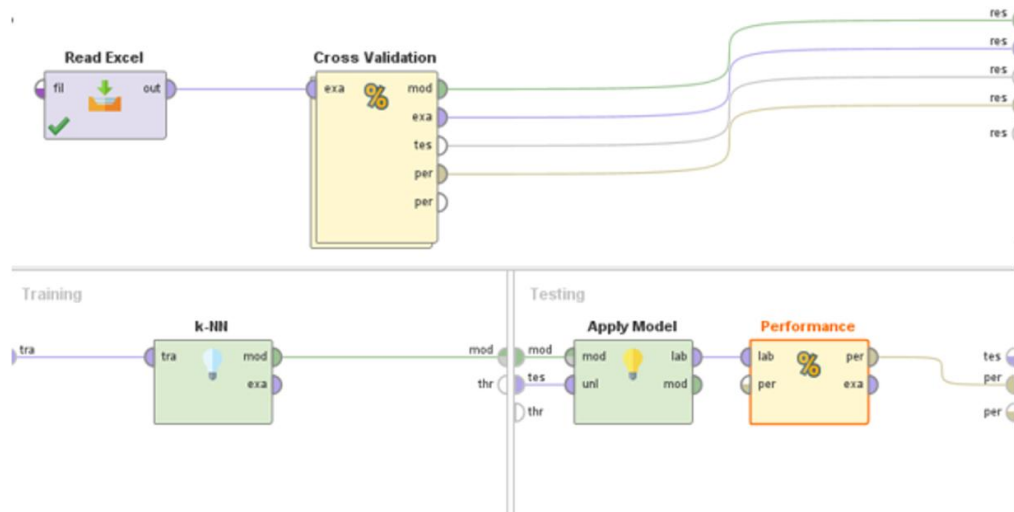 res
res
Read Excel
Cross Validation
res
fil
out
exa
mod
res
exa
res
tes
per
per
Training
Testing
k-NN
Apply Model
Performance
tra
tra
mod
mod
mod
mod
lab
lab
per
tes
exa
thr
tes
unl
mod
per
exa
per
thr
per